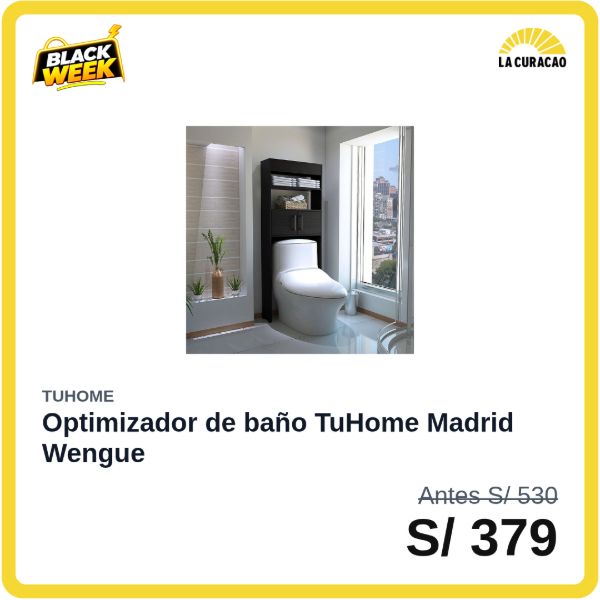 BLACK
WEEK
LA CURACAO
TUHOME
Optimizador de baño TuHome Madrid
Wengue
Antes S/ 530
S/ 379